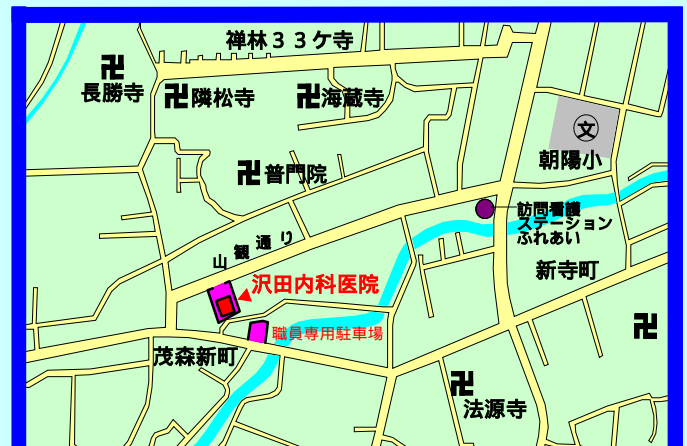 禅林３３ケ寺
長勝寺
隣松寺
海蔵寺
文
朝陽小
普門院
訪問看護
ステーション
ふれあい
山観通り
新寺町
沢田内科医院
職員専用駐車場
茂森新町
法源寺